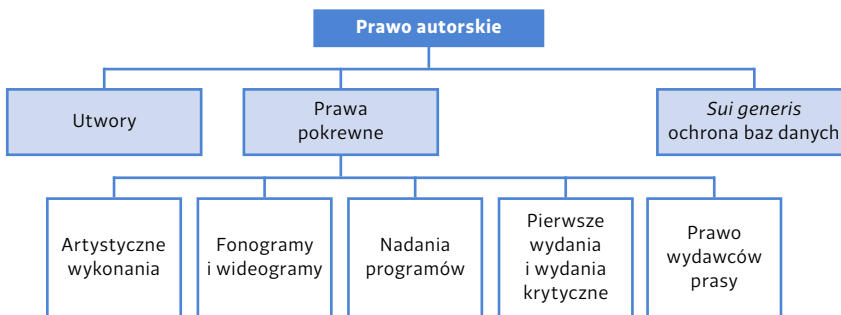 Prawo autorskie
Utwory
Prawa
pokrewne
Sui generis
ochrona baz danych
Artystyczne
wykonania
Fonogramy
i wideogramy
Nadania
programów
Pierwsze
wydania
i wydania
krytyczne
Prawo
wydawców
prasy